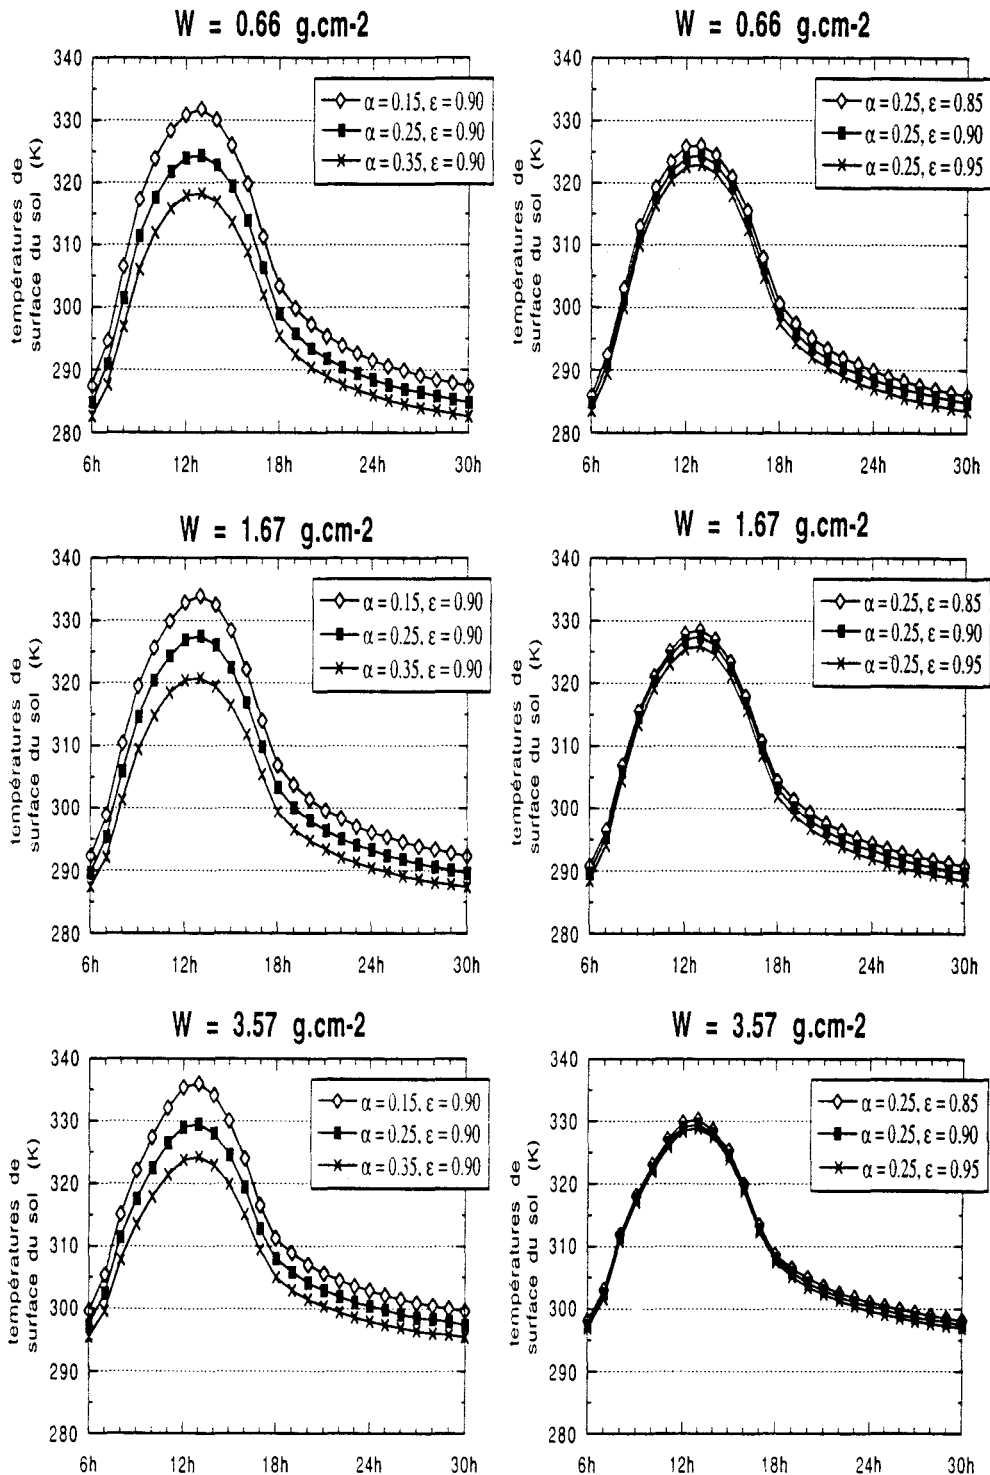 W = 0.66 g.cm-2
températures de
surface du sol (K)
340
330
320
310
300
290
280
α = 0.15, ε = 0.90
α = 0.25, ε = 0.90
α = 0.35, ε = 0.90
6h 12h 18h 24h 30h
W = 0.66 g.cm-2
températures de
surface du sol (K)
340
330
320
310
300
290
280
α = 0.25, ε = 0.85
α = 0.25, ε = 0.90
α = 0.25, ε = 0.95
6h 12h 18h 24h 30h
W = 1.67 g.cm-2
températures de
surface du sol (K)
340
330
320
310
300
290
280
α = 0.15, ε = 0.90
α = 0.25, ε = 0.90
α = 0.35, ε = 0.90
6h 12h 18h 24h 30h
W = 1.67 g.cm-2
températures de
surface du sol (K)
340
330
320
310
300
290
280
α = 0.25, ε = 0.85
α = 0.25, ε = 0.90
α = 0.25, ε = 0.95
6h 12h 18h 24h 30h
W = 3.57 g.cm-2
températures de
surface du sol (K)
340
330
320
310
300
290
280
α = 0.15, ε = 0.90
α = 0.25, ε = 0.90
α = 0.35, ε = 0.90
6h 12h 18h 24h 30h
W = 3.57 g.cm-2
températures de
surface du sol (K)
340
330
320
310
300
290
280
α = 0.25, ε = 0.85
α = 0.25, ε = 0.90
α = 0.25, ε = 0.95
6h 12h 18h 24h 30h